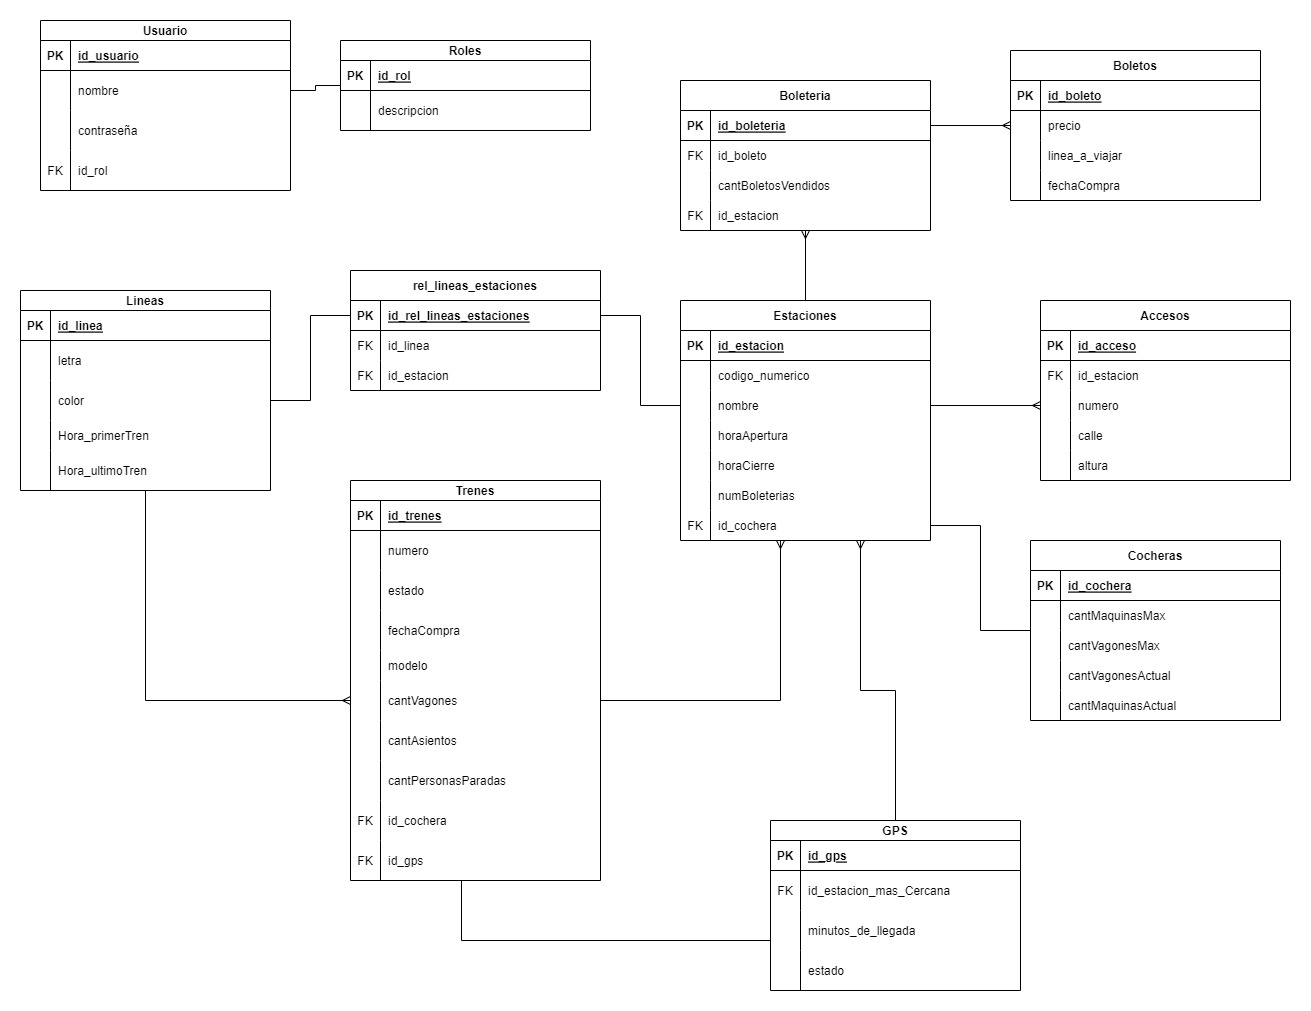 Usuario
PK id_usuario
nombre
contraseña
FK id_rol
Roles
PK id_rol
descripcion
Boleteria
PK id_boleteria
FK id_boleto
cantBoletosVendidos
FK id_estacion
Boletos
PK id_boleto
precio
linea_a_viajar
fechaCompra
Lineas
PK id_linea
letra
color
Hora_primerTren
Hora_ultimoTren
rel_lineas_estaciones
PK id_rel_lineas_estaciones
FK id_linea
FK id_estacion
Estaciones
PK id_estacion
codigo_numerico
nombre
horaApertura
horaCierre
numBoleterias
FK id_cochera
Accesos
PK id_acceso
FK id_estacion
numero
calle
altura
Trenes
PK id_trenes
numero
estado
fechaCompra
modelo
cantVagones
cantAsientos
cantPersonasParadas
FK id_cochera
FK id_gps
Cocheras
PK id_cochera
cantMaquinasMax
cantVagonesMax
cantVagonesActual
cantMaquinasActual
GPS
PK id_gps
FK id_estacion_mas_Cercana
minutos_de_llegada
estado